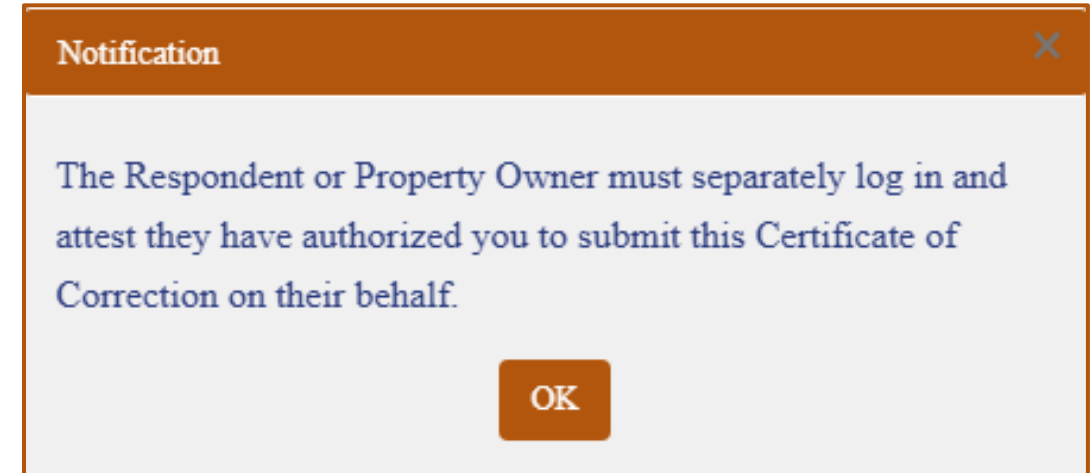 Notification
The Respondent or Property Owner must separately log in and
attest they have authorized you to submit this Certificate of
Correction on their behalf.
OK